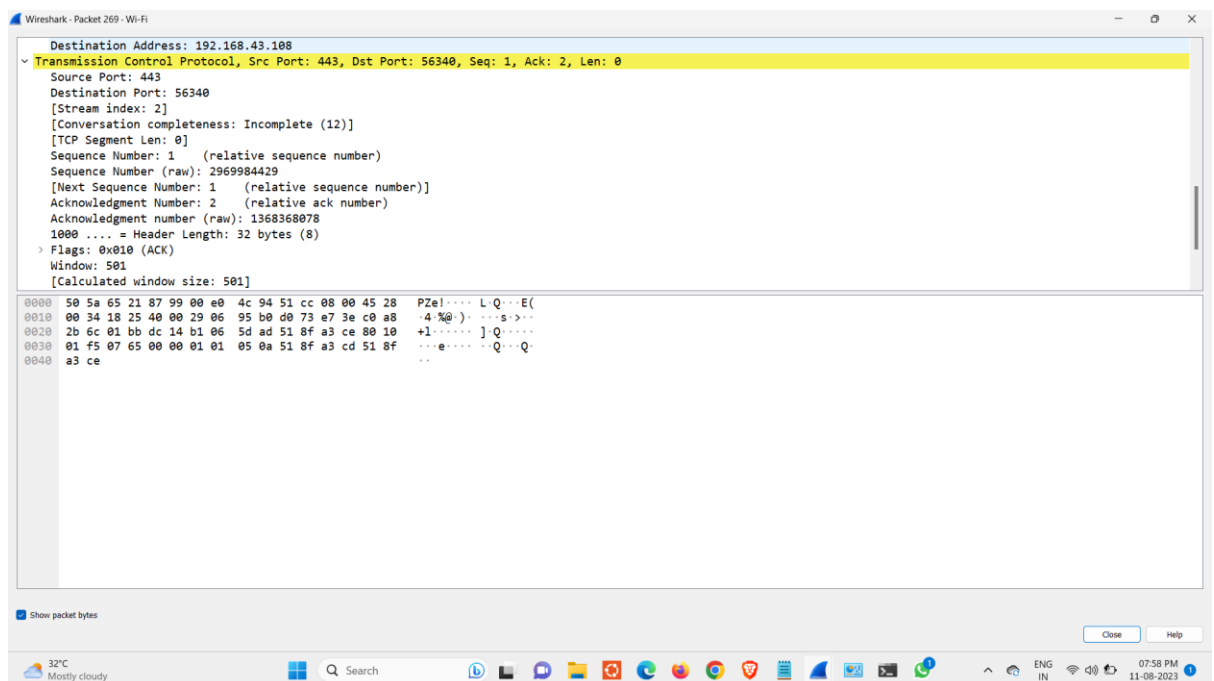 Wireshark · Packet 269 · Wi-Fi
Destination Address: 192.168.43.108
Transmission Control Protocol, Src Port: 443, Dst Port: 56340, Seq: 1, Ack: 2, Len: 0
Source Port: 443
Destination Port: 56340
[Stream index: 2]
[Conversation completeness: Incomplete (12)]
[TCP Segment Len: 0]
Sequence Number: 1 (relative sequence number)
Sequence Number (raw): 2969984429
[Next Sequence Number: 1 (relative sequence number)]
Acknowledgment Number: 2 (relative ack number)
Acknowledgment number (raw): 1368368078
1000 .... = Header Length: 32 bytes (8)
Flags: 0x010 (ACK)
Window: 501
[Calculated window size: 501]
0000 50 5a 65 21 87 99 00 e0 4c 94 51 cc 08 00 45 28 PZe!···· L·Q···E(
0010 00 34 18 25 40 00 29 06 95 b0 d0 73 e7 3e c0 a8 ·4·%@·)· ···s·>··
0020 2b 6c 01 bb dc 14 b1 06 5d ad 51 8f a3 ce 80 10 +l······ ]·Q·····
0030 01 f5 07 65 00 00 01 01 05 0a 51 8f a3 cd 51 8f ···e···· ··Q···Q·
0040 a3 ce ··
Show packet bytes
Close Help
32°C
Mostly cloudy
Search
ENG
IN
07:58 PM
11-08-2023
1